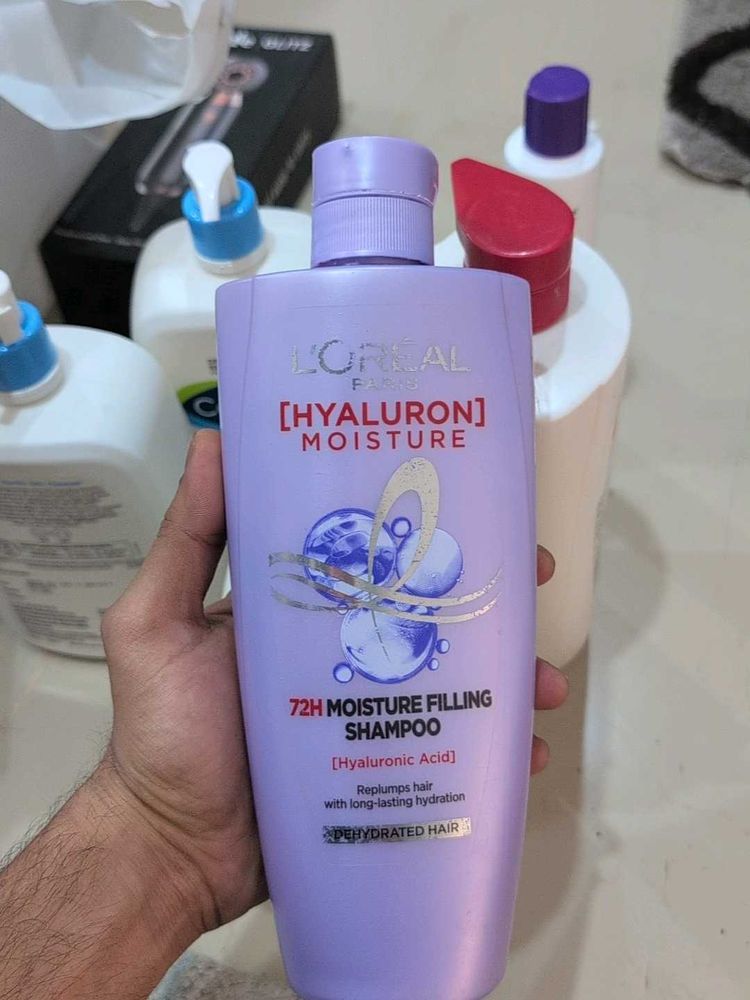 L'ORÉAL
PARIS
[HYALURON]
MOISTURE
72H MOISTURE FILLING
SHAMPOO
[Hyaluronic Acid]
Replumps hair
with long-lasting hydration
DEHYDRATED HAIR